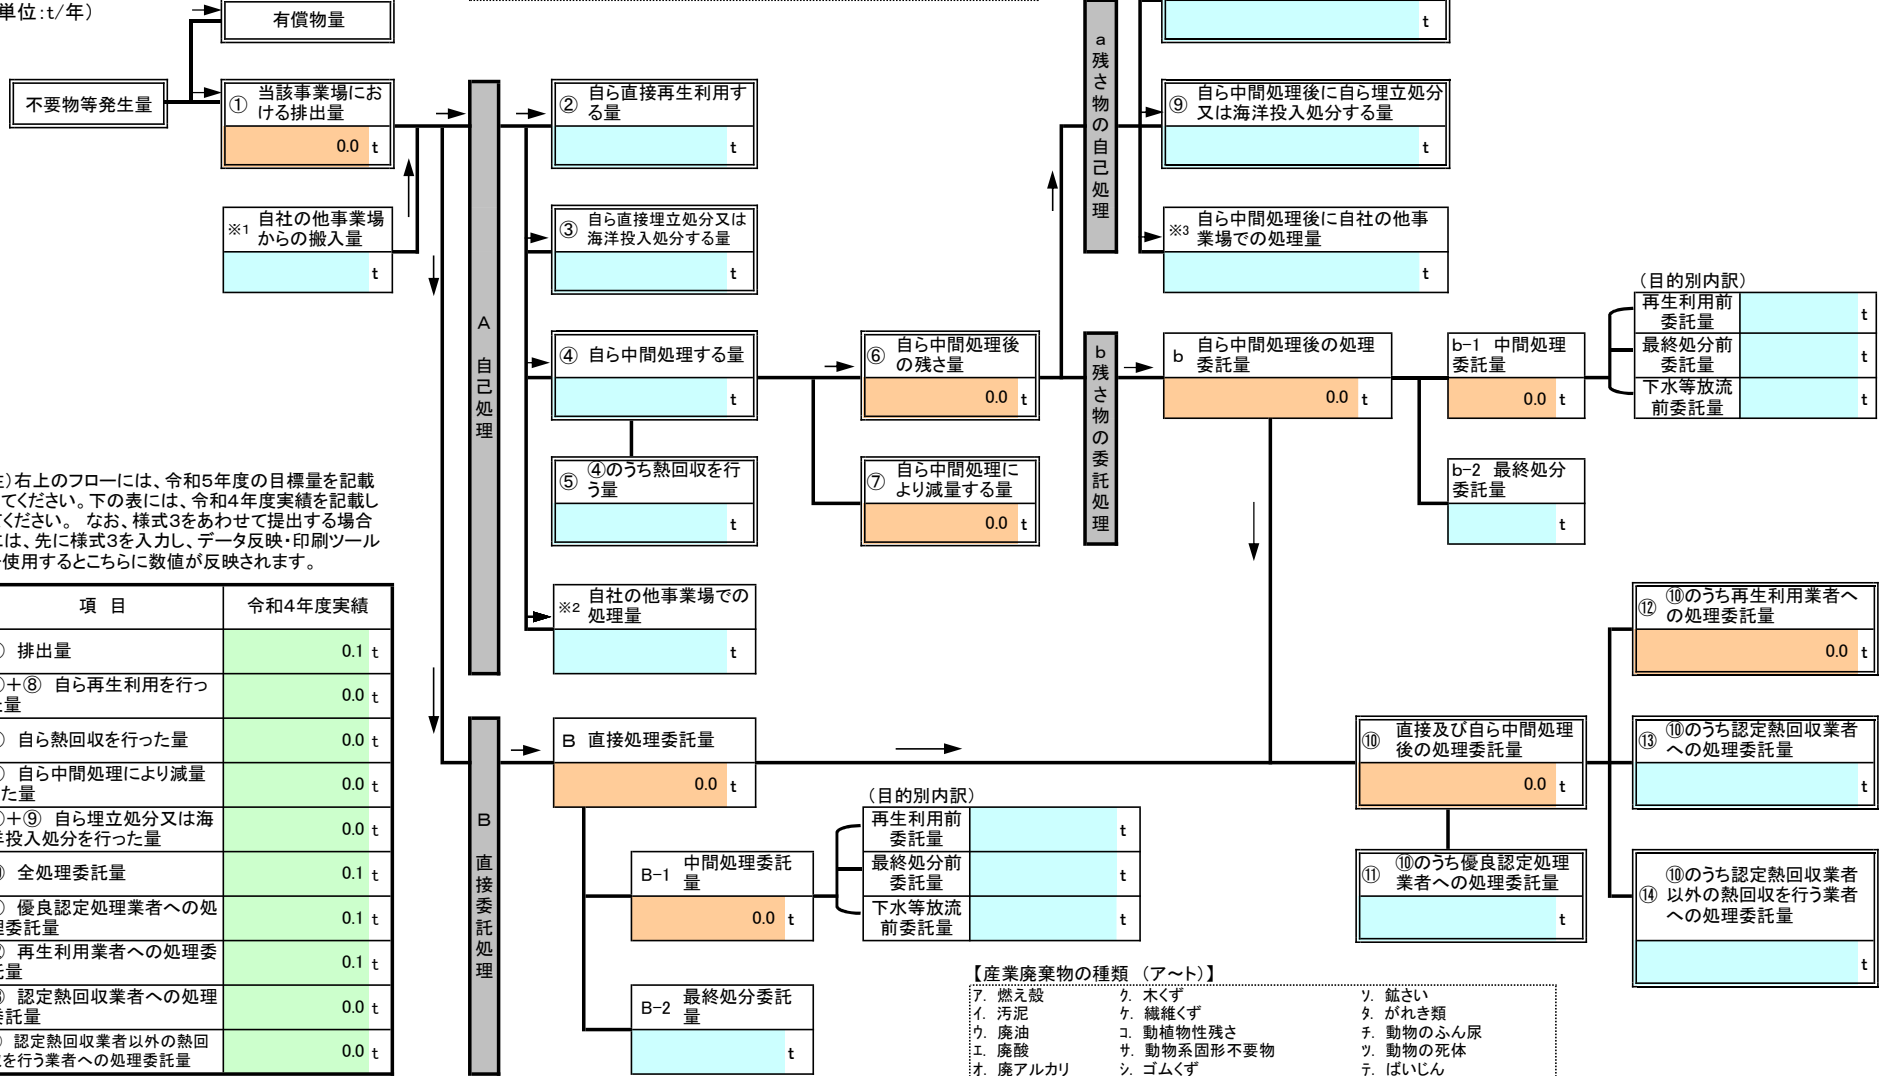 単位：t/年）
有償物量
不要物等発生量
① 当該事業場にお
ける排出量
0.0 t
※1 自社の他事業場
からの搬入量
t
A 自己処理
② 自ら直接再生利用す
る量
t
③ 自ら直接埋立処分又は
海洋投入処分する量
t
④ 自ら中間処理する量
t
⑤ ④のうち熱回収を行
う量
t
※2 自社の他事業場での
処理量
t
⑥ 自ら中間処理後
の残さ量
0.0 t
⑦ 自ら中間処理に
より減量する量
0.0 t
a 残さ物の自己処理
t
⑨ 自ら中間処理後に自ら埋立処分
又は海洋投入処分する量
t
※3 自ら中間処理後に自社の他事
業場での処理量
t
b 残さ物の委託処理
b 自ら中間処理後の処理
委託量
0.0 t
b-1 中間処理
委託量
0.0 t
b-2 最終処分
委託量
t
（目的別内訳）
再生利用前
委託量
t
最終処分前
委託量
t
下水等放流
前委託量
t
）右上のフローには、令和5年度の目標量を記載
てください。下の表には、令和4年度実績を記載し
ください。 なお、様式3をあわせて提出する場合
は、先に様式3を入力し、データ反映・印刷ツール
使用するとこちらに数値が反映されます。
項 目 令和4年度実績
排出量 0.1 t
＋⑧ 自ら再生利用を行っ
量 0.0 t
自ら熱回収を行った量 0.0 t
自ら中間処理により減量
た量 0.0 t
＋⑨ 自ら埋立処分又は海
投入処分を行った量 0.0 t
全処理委託量 0.1 t
優良認定処理業者への処
委託量 0.1 t
再生利用業者への処理委
量 0.1 t
認定熱回収業者への処理
託量 0.0 t
認定熱回収業者以外の熱回
を行う業者への処理委託量 0.0 t
B 直接委託処理
B 直接処理委託量
0.0 t
B-1 中間処理委託
量
0.0 t
B-2 最終処分委託
量
t
（目的別内訳）
再生利用前
委託量
t
最終処分前
委託量
t
下水等放流
前委託量
t
⑩ 直接及び自ら中間処理
後の処理委託量
0.0 t
⑪ ⑩のうち優良認定処理
業者への処理委託量
t
⑫ ⑩のうち再生利用業者へ
の処理委託量
0.0 t
⑬ ⑩のうち認定熱回収業者
への処理委託量
t
⑭ ⑩のうち認定熱回収業者
以外の熱回収を行う業者
への処理委託量
t
【産業廃棄物の種類 （ア～ト）】
ア. 燃え殻 ク. 木くず ソ. 鉱さい
イ. 汚泥 ケ. 繊維くず タ. がれき類
ウ. 廃油 コ. 動植物性残さ チ. 動物のふん尿
エ. 廃酸 サ. 動物系固形不要物 ツ. 動物の死体
オ. 廃アルカリ シ. ゴムくず テ. ばいじん